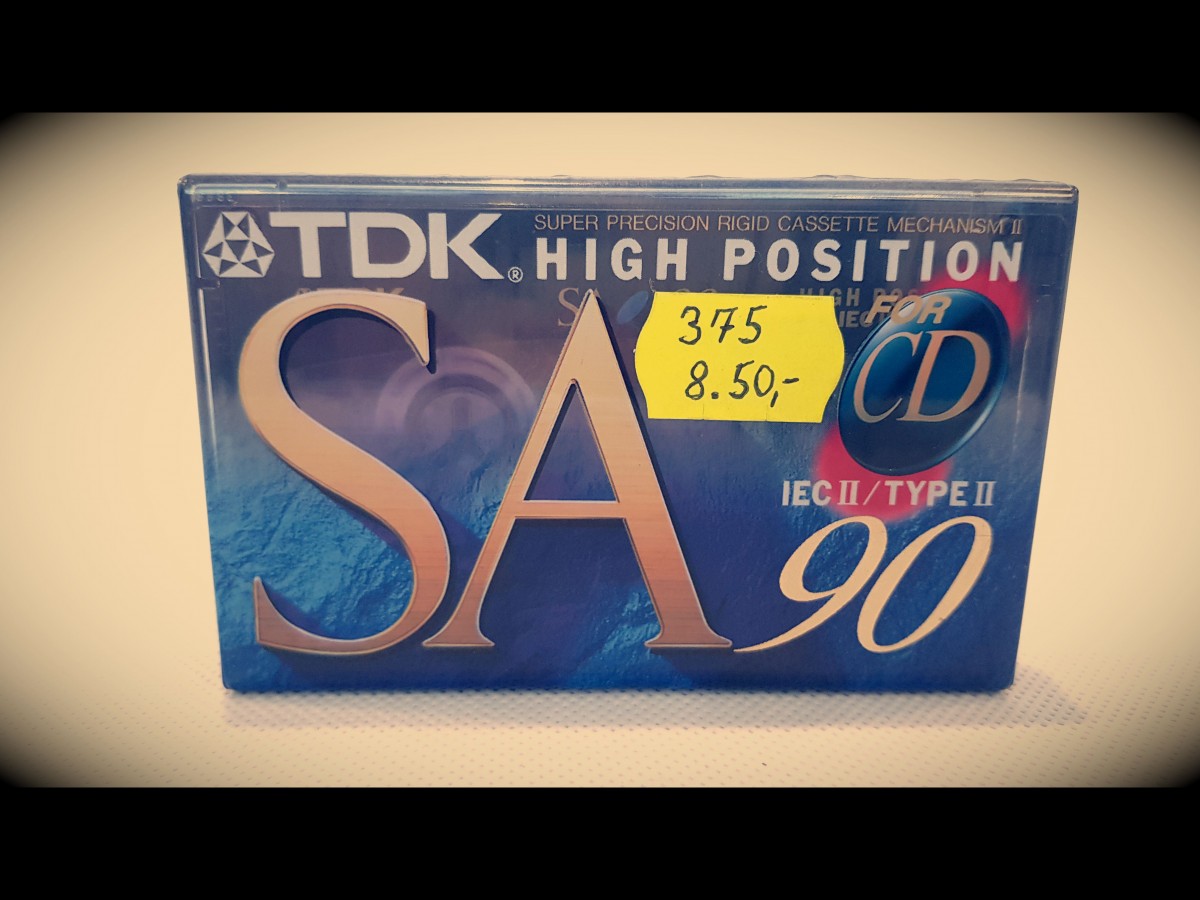 TDK®
SUPER PRECISION RIGID CASSETTE MECHANISM II
HIGH POSITION
SA
375
8.50,-
FOR
CD
IEC II/TYPE II
90